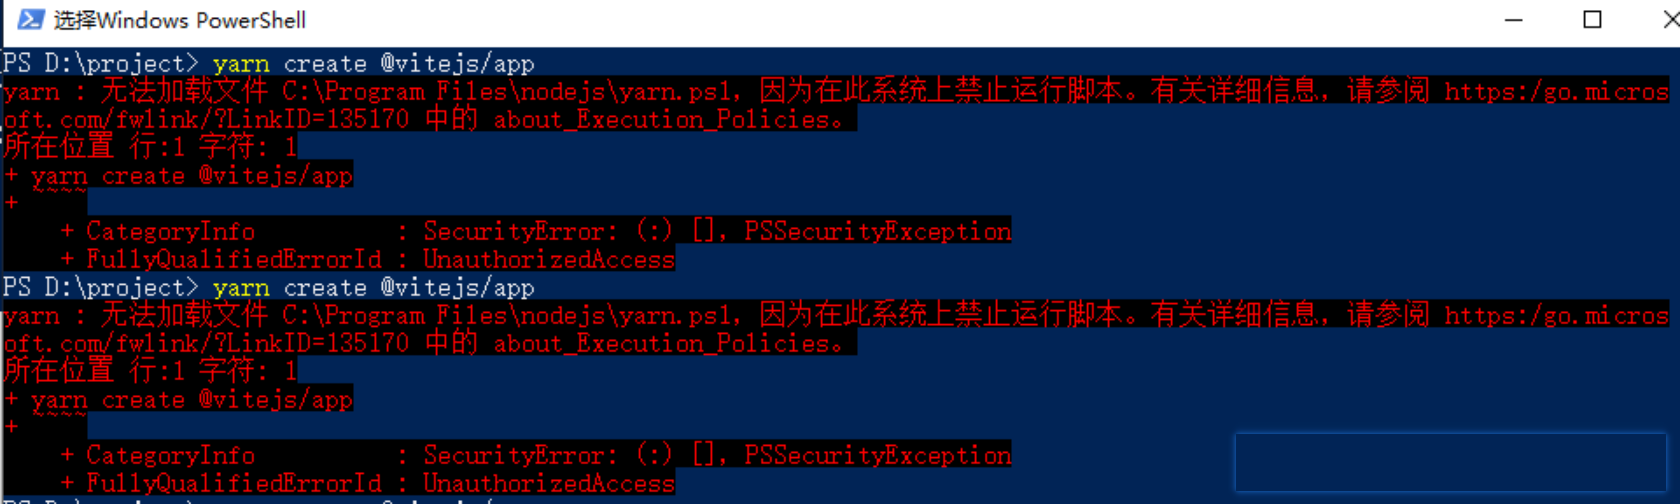 选择Windows PowerShell
PS D:\project> yarn create @vitejs/app
yarn : 无法加载文件 C:\Program Files\nodejs\yarn.ps1，因为在此系统上禁止运行脚本。有关详细信息，请参阅 https:/go.micros
oft.com/fwlink/?LinkID=135170 中的 about_Execution_Policies。
所在位置 行:1 字符: 1
+ yarn create @vitejs/app
+ ~~~~
+ CategoryInfo          : SecurityError: (:) []，PSSecurityException
+ FullyQualifiedErrorId : UnauthorizedAccess
PS D:\project> yarn create @vitejs/app
yarn : 无法加载文件 C:\Program Files\nodejs\yarn.ps1，因为在此系统上禁止运行脚本。有关详细信息，请参阅 https:/go.micros
oft.com/fwlink/?LinkID=135170 中的 about_Execution_Policies。
所在位置 行:1 字符: 1
+ yarn create @vitejs/app
+ ~~~~
+ CategoryInfo          : SecurityError: (:) []，PSSecurityException
+ FullyQualifiedErrorId : UnauthorizedAccess